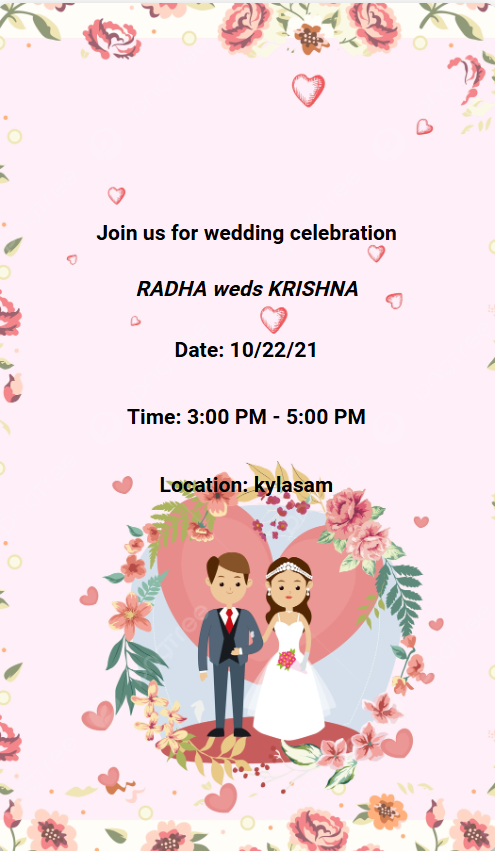 Join us for wedding celebration
RADHA weds KRISHNA
Date: 10/22/21
Time: 3:00 PM - 5:00 PM
Location: kylasam